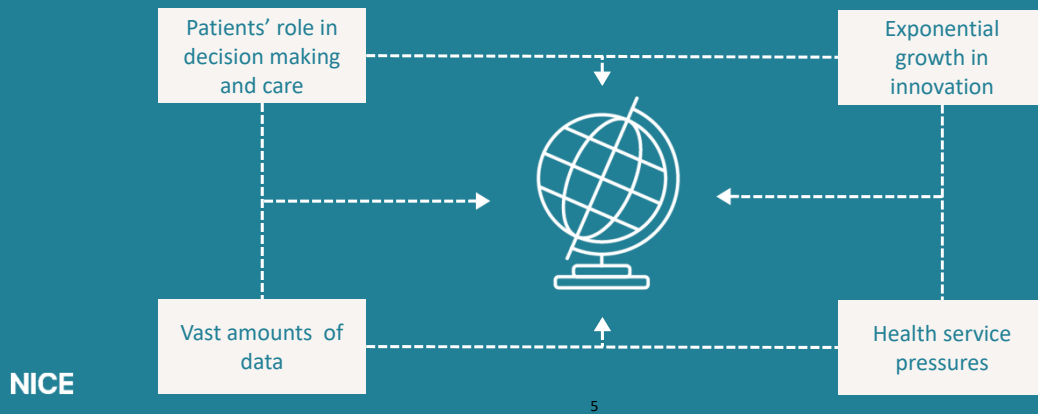 Patients’ role in
decision making
and care
Exponential
growth in
innovation
Vast amounts of
data
Health service
pressures
NICE
5